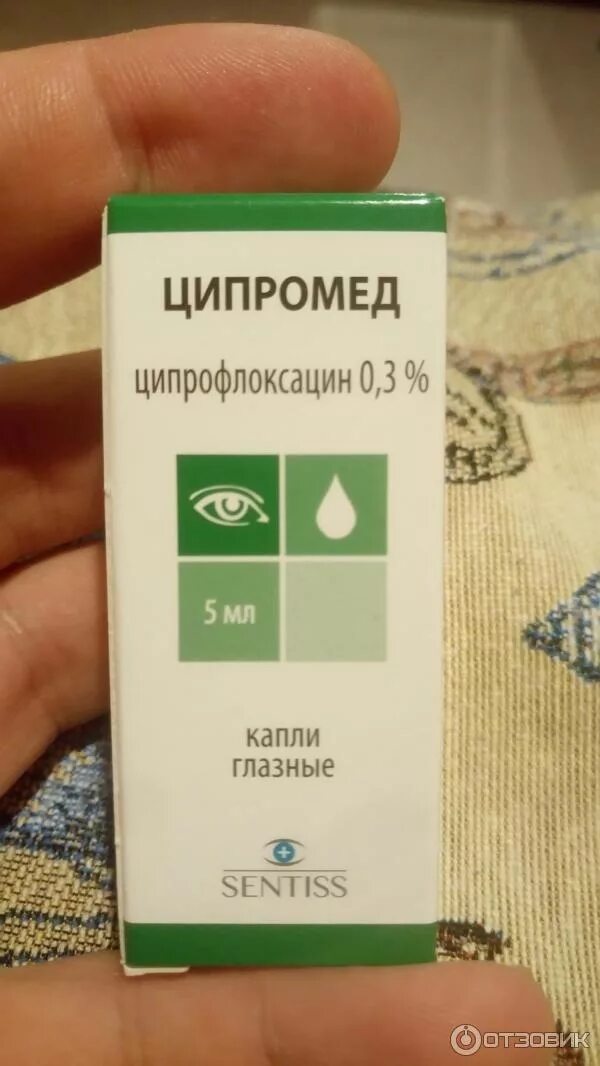 ЦИПРОМЕД
ципрофлоксацин 0,3 %
5 мл
капли
глазные
SENTISS
ОТЗОВИК